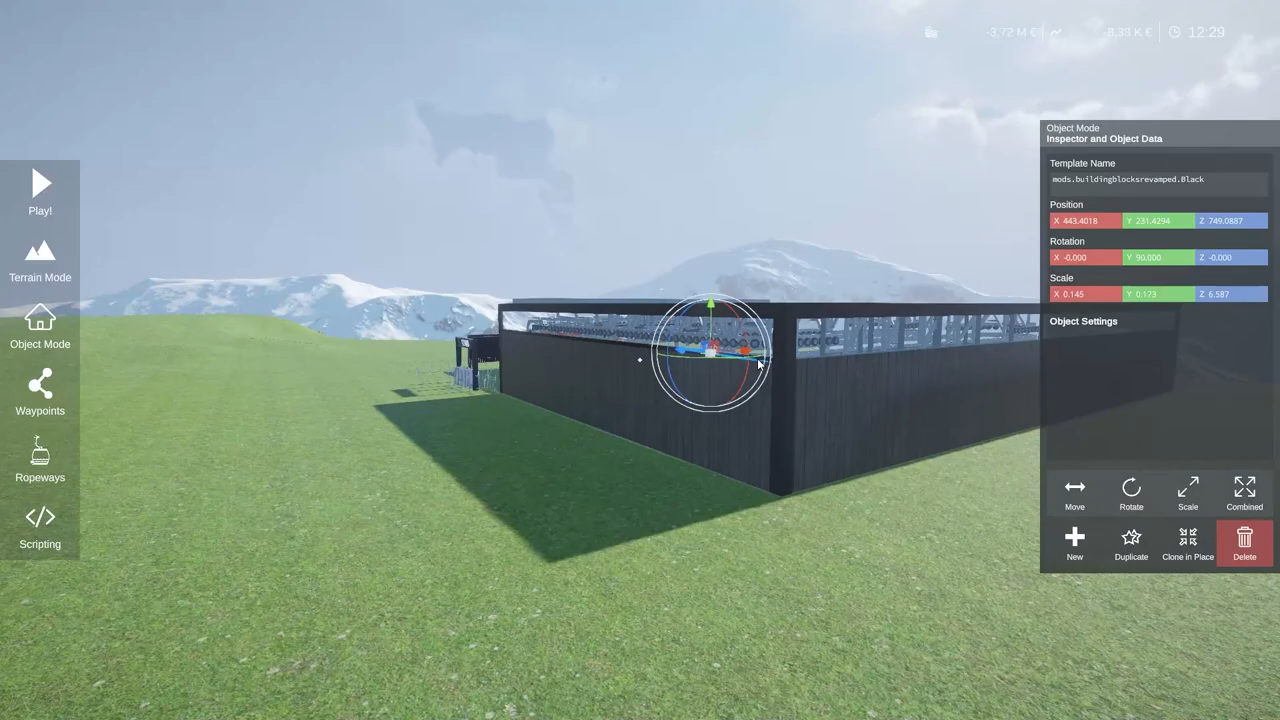 -3,72 M €
-8,38 K €
12:29
Play!
Terrain Mode
Object Mode
Waypoints
Ropeways
Scripting
Object Mode
Inspector and Object Data
Template Name
mods.buildingblocksrevamped.Black
Position
X 443.4018 Y 231.4294 Z 749.0887
Rotation
X -0.000 Y 90.000 Z -0.000
Scale
X 0.145 Y 0.173 Z 6.587
Object Settings
Move Rotate Scale Combined
New Duplicate Clone in Place Delete